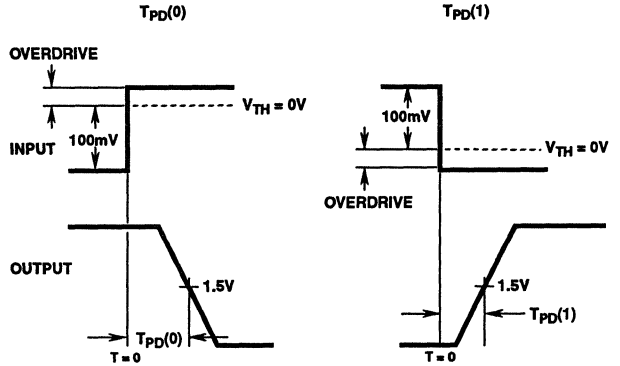 TPD(0)
TPD(1)
OVERDRIVE
VTH = 0V
100mV
INPUT
100mV
VTH = 0V
OVERDRIVE
OUTPUT
1.5V
TPD(0)
T = 0
1.5V
TPD(1)
T = 0